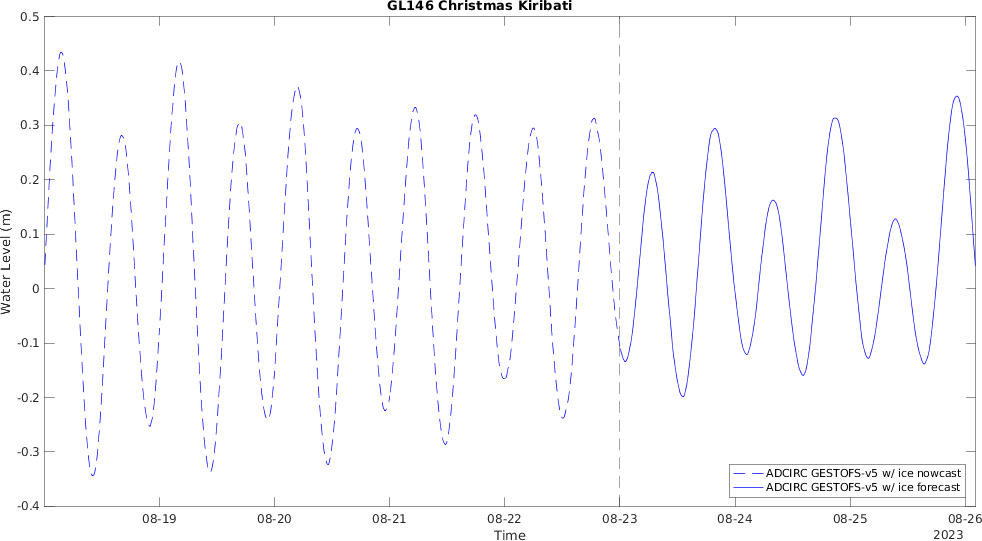 GL146 Christmas Kiribati
0.5
0.4
0.3
0.2
0.1
0
-0.1
-0.2
-0.3
-0.4
Water Level (m)
ADCIRC GESTOFS-v5 w/ ice nowcast
ADCIRC GESTOFS-v5 w/ ice forecast
08-19 08-20 08-21 08-22 08-23 08-24 08-25 08-26
Time
2023